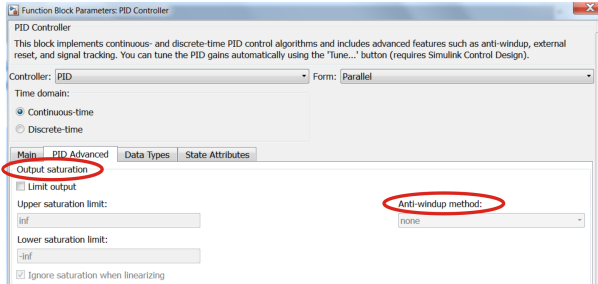 Function Block Parameters: PID Controller
PID Controller
This block implements continuous- and discrete-time PID control algorithms and includes advanced features such as anti-windup, external
reset, and signal tracking. You can tune the PID gains automatically using the 'Tune...' button (requires Simulink Control Design).
Controller: PID Form: Parallel
Time domain:
Continuous-time
Discrete-time
Main PID Advanced Data Types State Attributes
Output saturation
Limit output
Upper saturation limit: Anti-windup method:
inf none
Lower saturation limit:
-inf
Ignore saturation when linearizing